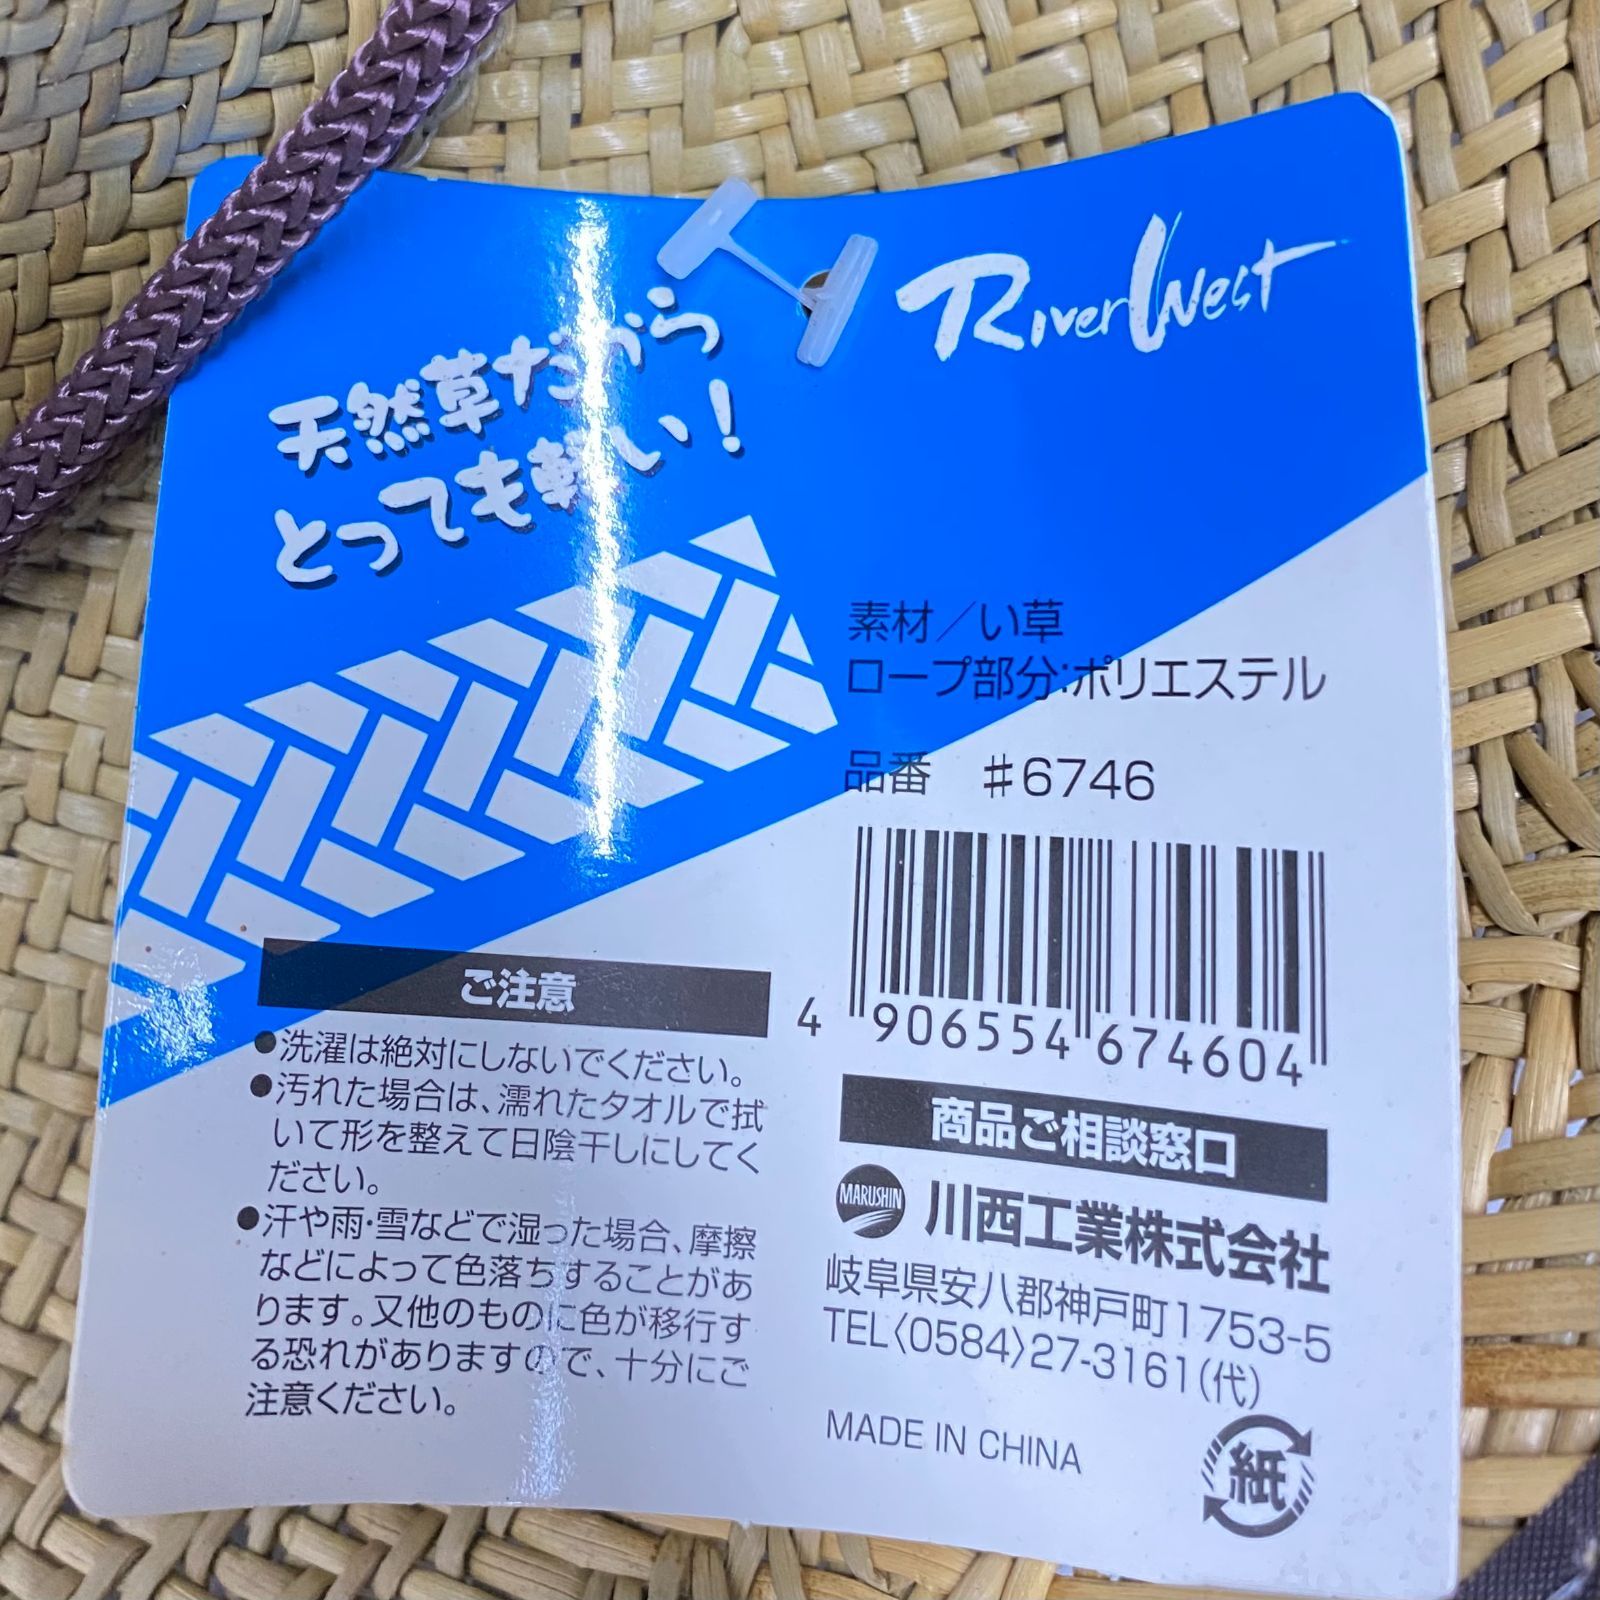 RiverWest
天然草だから
とっても軽い!
素材/い草
ロープ部分:ポリエステル
品番 #6746
4 906554 674604
ご注意
●洗濯は絶対にしないでください。
●汚れた場合は、濡れたタオルで拭
いて形を整えて日陰干しにしてく
ださい。
●汗や雨・雪などで湿った場合、摩擦
などによって色落ちすることがあ
ります。又他のものに色が移行す
る恐れがありますので、十分にご
注意ください。
商品ご相談窓口
MARUSHIN
川西工業株式会社
岐阜県安八郡神戸町1753-5
TEL〈0584〉27-3161(代)
MADE IN CHINA
紙